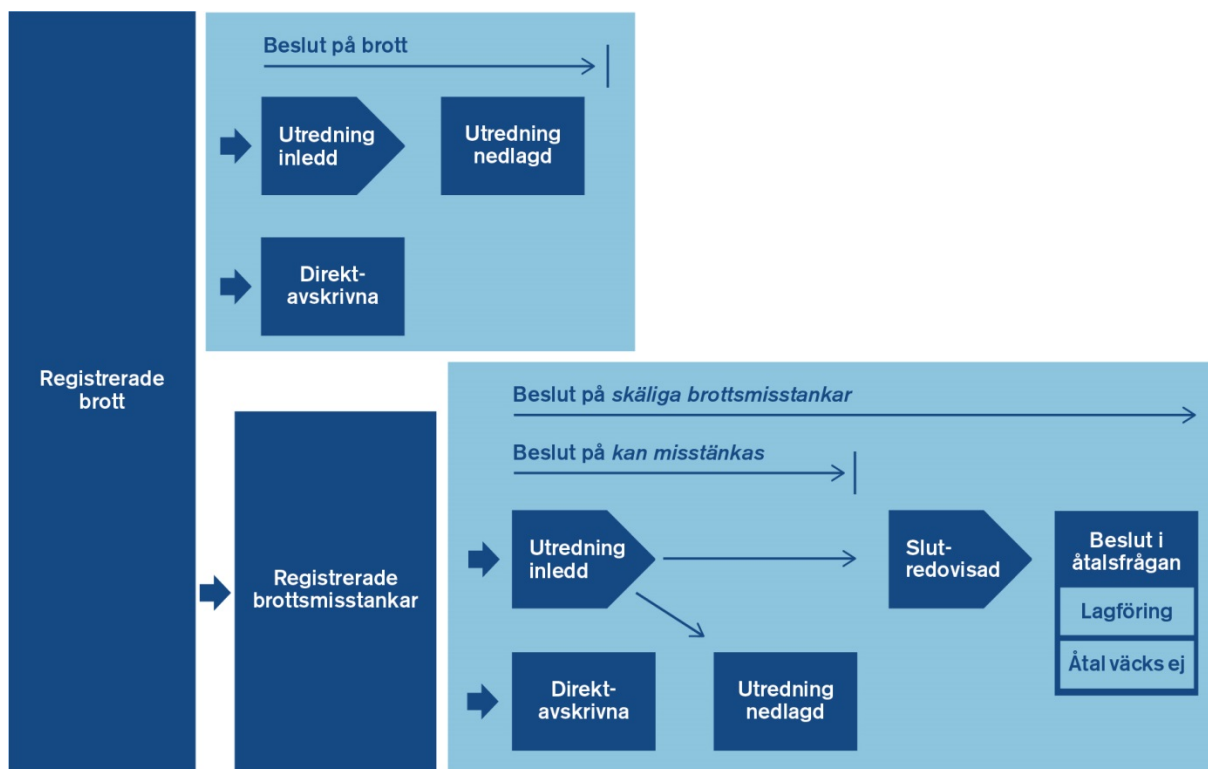 Beslut på brott
Utredning
inledd
Utredning
nedlagd
Direkt-
avskrivna
Registrerade
brott
Beslut på skäliga brottsmisstankar
Beslut på kan misstänkas
Utredning
inledd
Slut-
redovisad
Beslut i
åtalsfrågan
Lagföring
Åtal väcks ej
Registrerade
brottsmisstankar
Direkt-
avskrivna
Utredning
nedlagd